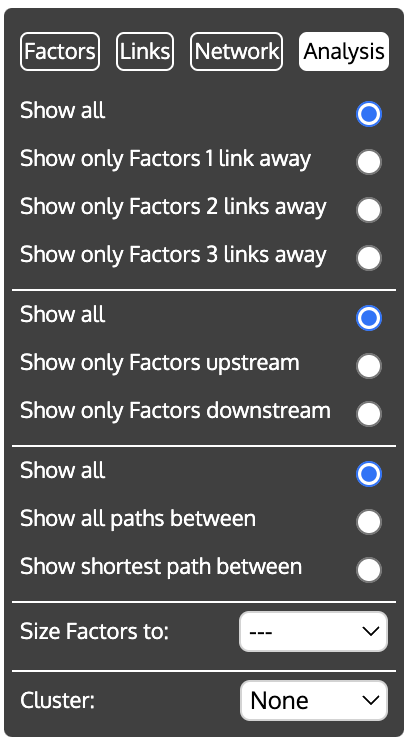 Factors Links Network Analysis
Show all
Show only Factors 1 link away
Show only Factors 2 links away
Show only Factors 3 links away
Show all
Show only Factors upstream
Show only Factors downstream
Show all
Show all paths between
Show shortest path between
Size Factors to: ---
Cluster: None